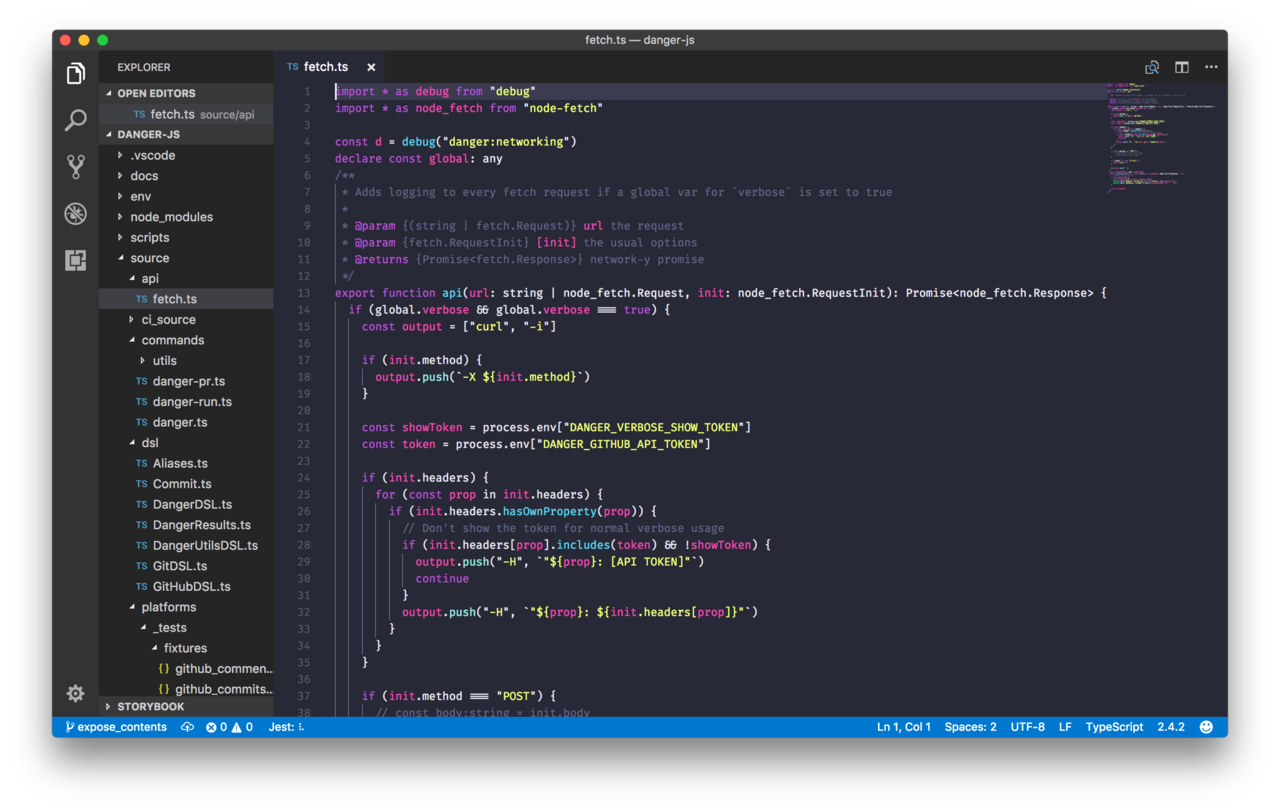 fetch.ts — danger-js
EXPLORER
OPEN EDITORS
TS fetch.ts source/api
DANGER-JS
.vscode
docs
env
node_modules
scripts
source
api
TS fetch.ts
ci_source
commands
utils
TS danger-pr.ts
TS danger-run.ts
TS danger.ts
dsl
TS Aliases.ts
TS Commit.ts
TS DangerDSL.ts
TS DangerResults.ts
TS DangerUtilsDSL.ts
TS GitDSL.ts
TS GitHubDSL.ts
platforms
_tests
fixtures
{} github_commen...
{} github_commits...
STORYBOOK
TS fetch.ts ×
1 import * as debug from "debug"
2 import * as node_fetch from "node-fetch"
3
4 const d = debug("danger:networking")
5 declare const global: any
6 /**
7 * Adds logging to every fetch request if a global var for `verbose` is set to true
8 *
9 * @param {(string | fetch.Request)} url the request
10 * @param {fetch.RequestInit} [init] the usual options
11 * @returns {Promise<fetch.Response>} network-y promise
12 */
13 export function api(url: string | node_fetch.Request, init: node_fetch.RequestInit): Promise<node_fetch.Response> {
14 if (global.verbose && global.verbose === true) {
15 const output = ["curl", "-i"]
16
17 if (init.method) {
18 output.push(`-X ${init.method}`)
19 }
20
21 const showToken = process.env["DANGER_VERBOSE_SHOW_TOKEN"]
22 const token = process.env["DANGER_GITHUB_API_TOKEN"]
23
24 if (init.headers) {
25 for (const prop in init.headers) {
26 if (init.headers.hasOwnProperty(prop)) {
27 // Don't show the token for normal verbose usage
28 if (init.headers[prop].includes(token) && !showToken) {
29 output.push("-H", `"${prop}: [API TOKEN]"`)
30 continue
31 }
32 output.push("-H", `"${prop}: ${init.headers[prop]}"`)
33 }
34 }
35 }
36
37 if (init.method === "POST") {
38 // const body:string = init.body
expose_contents 0 0 Jest: Ln 1, Col 1 Spaces: 2 UTF-8 LF TypeScript 2.4.2